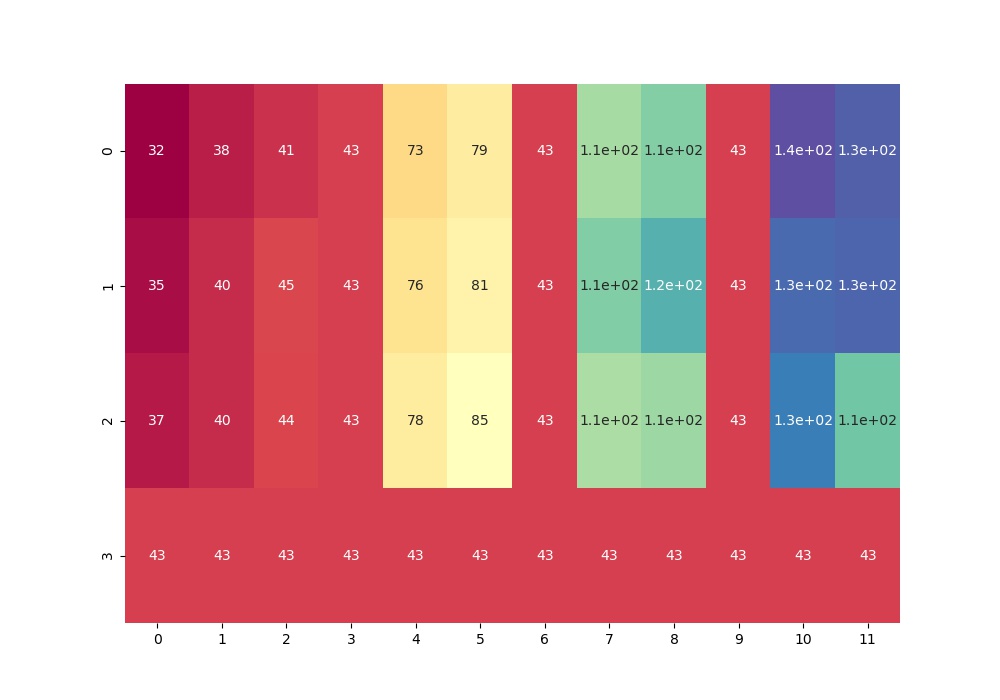 0 32 38 41 43 73 79 43 1.1e+02 1.1e+02 43 1.4e+02 1.3e+02
1 35 40 45 43 76 81 43 1.1e+02 1.2e+02 43 1.3e+02 1.3e+02
2 37 40 44 43 78 85 43 1.1e+02 1.1e+02 43 1.3e+02 1.1e+02
3 43 43 43 43 43 43 43 43 43 43 43 43
0 1 2 3 4 5 6 7 8 9 10 11